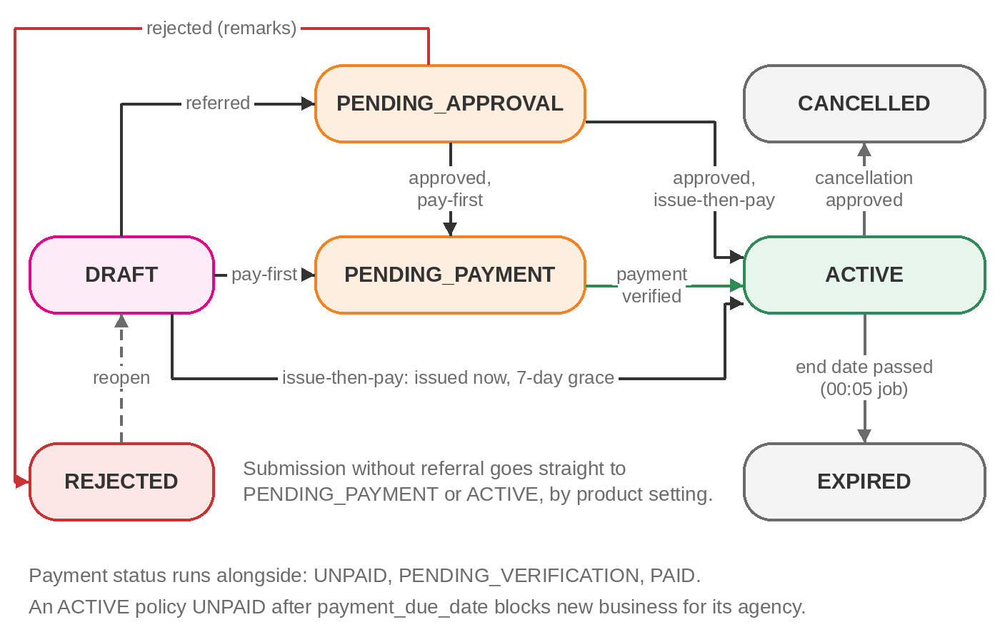 rejected (remarks)
PENDING_APPROVAL
CANCELLED
referred
approved,
pay-first
approved,
issue-then-pay
cancellation
approved
DRAFT
pay-first
PENDING_PAYMENT
payment
verified
ACTIVE
reopen
issue-then-pay: issued now, 7-day grace
end date passed
(00:05 job)
REJECTED
Submission without referral goes straight to
PENDING_PAYMENT or ACTIVE, by product setting.
EXPIRED
Payment status runs alongside: UNPAID, PENDING_VERIFICATION, PAID.
An ACTIVE policy UNPAID after payment_due_date blocks new business for its agency.